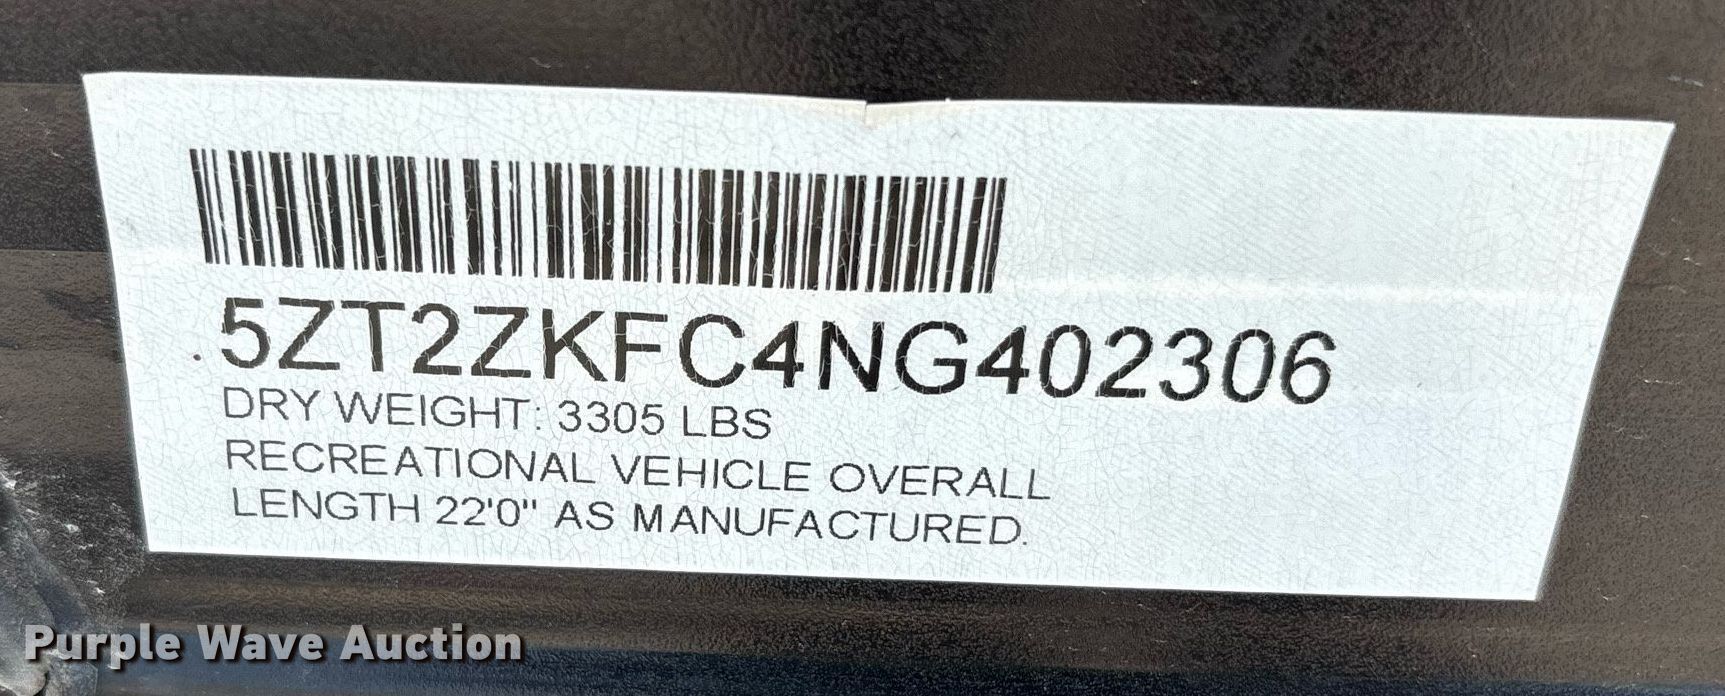 5ZT2ZKFC4NG402306
DRY WEIGHT: 3305 LBS
RECREATIONAL VEHICLE OVERALL
LENGTH 22'0" AS MANUFACTURED.
Purple Wave Auction